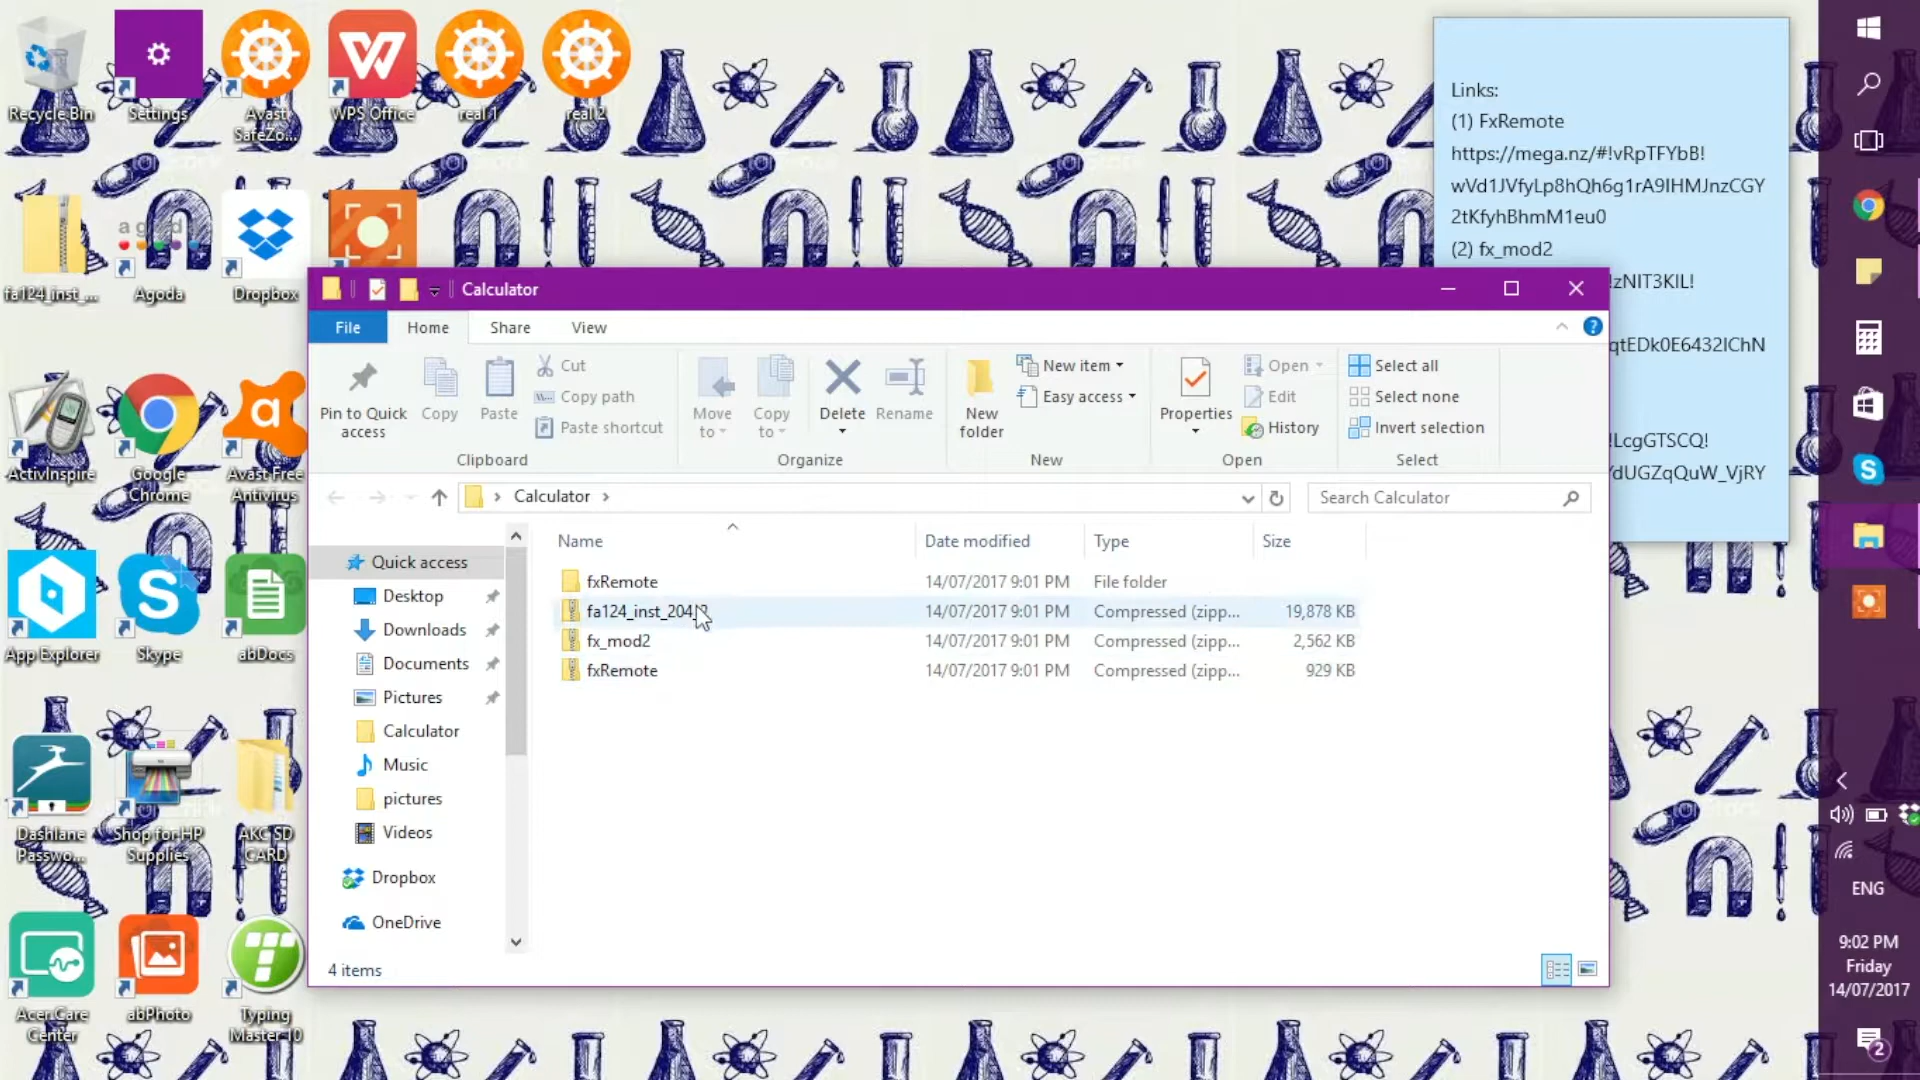 Recycle Bin
Settings
Avast SafeZo...
WPS Office
real 1
real 2
Links:
(1) FxRemote
https://mega.nz/#!vRpTFYbB!
wVd1JVfyLp8hQh6g1rA9IHMJnzCGY
2tKfyhBhmM1eu0
(2) fx_mod2
!zNIT3KIL!
qtEDk0E6432IChN
!LcgGTSCQ!
dUGZqQuW_VjRY
fa124_inst_...
Agoda
Dropbox
ActivInspire
Google Chrome
Avast Free Antivirus
App Explorer
Skype
abDocs
Dashlane Passwo...
Shop for HP Supplies
AKC SD CARD
Acer Care Center
abPhoto
Typing Master 10
Calculator
File
Home
Share
View
Pin to Quick access
Copy
Paste
Cut
Copy path
Paste shortcut
Clipboard
Move to
Copy to
Delete
Rename
Organize
New folder
New item
Easy access
New
Properties
Open
Edit
History
Open
Select all
Select none
Invert selection
Select
Calculator
Search Calculator
Quick access
Desktop
Downloads
Documents
Pictures
Calculator
Music
pictures
Videos
Dropbox
OneDrive
Name Date modified Type Size
fxRemote 14/07/2017 9:01 PM File folder
14/07/2017 9:01 PM Compressed (zipp... 19,878 KB
fx_mod2 14/07/2017 9:01 PM Compressed (zipp... 2,562 KB
fxRemote 14/07/2017 9:01 PM Compressed (zipp... 929 KB
4 items
ENG
9:02 PM
Friday
14/07/2017
2